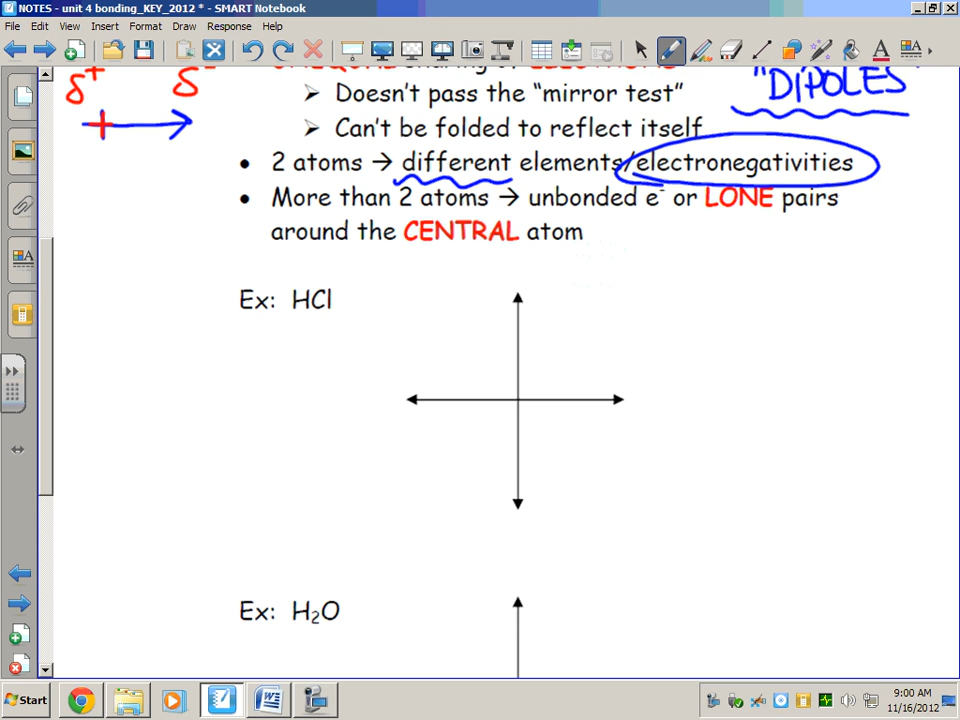 NOTES - unit 4 bonding_KEY_2012 * - SMART Notebook
File Edit View Insert Format Draw Response Help
δ+ δ-
"DIPOLES"
Doesn't pass the “mirror test”
Can't be folded to reflect itself
• 2 atoms → different elements/electronegativities
• More than 2 atoms → unbonded e- or LONE pairs
around the CENTRAL atom
Ex: HCl
Ex: H₂O
Start
9:00 AM
11/16/2012